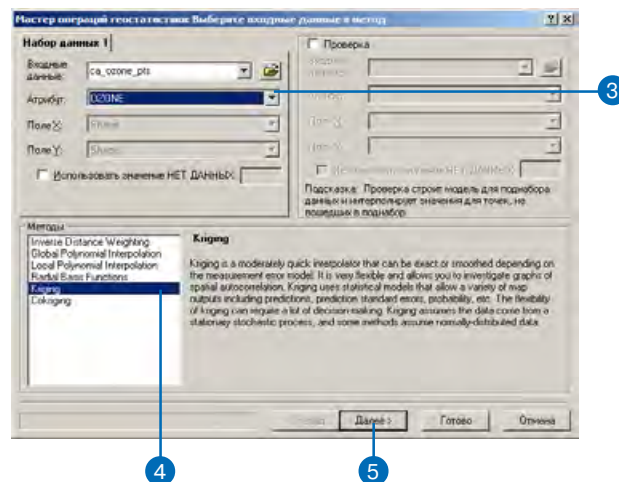 Мастер операций геостатистики: Выберите входные данные и метод
Набор данных 1
Входные данные:
ca_ozone_pts
Атрибут:
OZONE
Поле X:
Shape
Поле Y:
Shape
Использовать значение НЕТ ДАННЫХ:
Проверка
Поле X:
Подсказка: Проверка строит модель для поднабора
данных и интерполирует значения для точек, не
вошедших в поднабор.
3
Методы
Inverse Distance Weighting
Global Polynomial Interpolation
Local Polynomial Interpolation
Radial Basis Functions
Kriging
Cokriging
Kriging
Kriging is a moderately quick interpolator that can be exact or smoothed depending on
the measurement error model. It is very flexible and allows you to investigate graphs of
spatial autocorrelation. Kriging uses statistical models that allow a variety of map
outputs including predictions, prediction standard errors, probability, etc. The flexibility
of kriging can require a lot of decision-making. Kriging assumes the data come from a
stationary stochastic process, and some methods assume normally-distributed data.
Далее >
Готово
Отмена
4
5